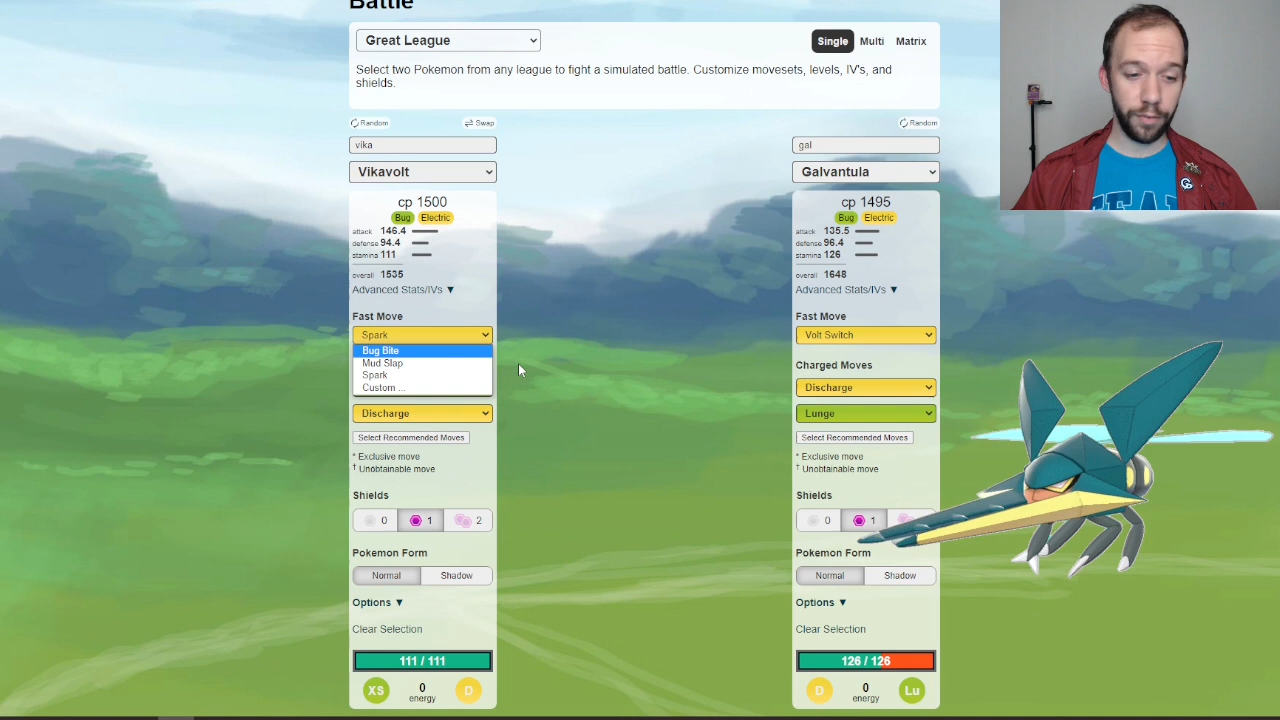 Battle
Great League
Single Multi Matrix
Select two Pokemon from any league to fight a simulated battle. Customize movesets, levels, IV's, and
shields.
Random
Swap
vika
Vikavolt
cp 1500
Bug Electric
attack 146.4
defense 94.4
stamina 111
overall 1535
Advanced Stats/IVs ▼
Fast Move
Spark
Bug Bite
Mud Slap
Spark
Custom ...
Discharge
Select Recommended Moves
* Exclusive move
† Unobtainable move
Shields
0 1 2
Pokemon Form
Normal Shadow
Options ▼
Clear Selection
111 / 111
XS 0 D
energy
Random
gal
Galvantula
cp 1495
Bug Electric
attack 135.5
defense 96.4
stamina 126
overall 1648
Advanced Stats/IVs ▼
Fast Move
Volt Switch
Charged Moves
Discharge
Lunge
Select Recommended Moves
* Exclusive move
† Unobtainable move
Shields
0 1
Pokemon Form
Normal Shadow
Options ▼
Clear Selection
126 / 126
D 0 Lu
energy